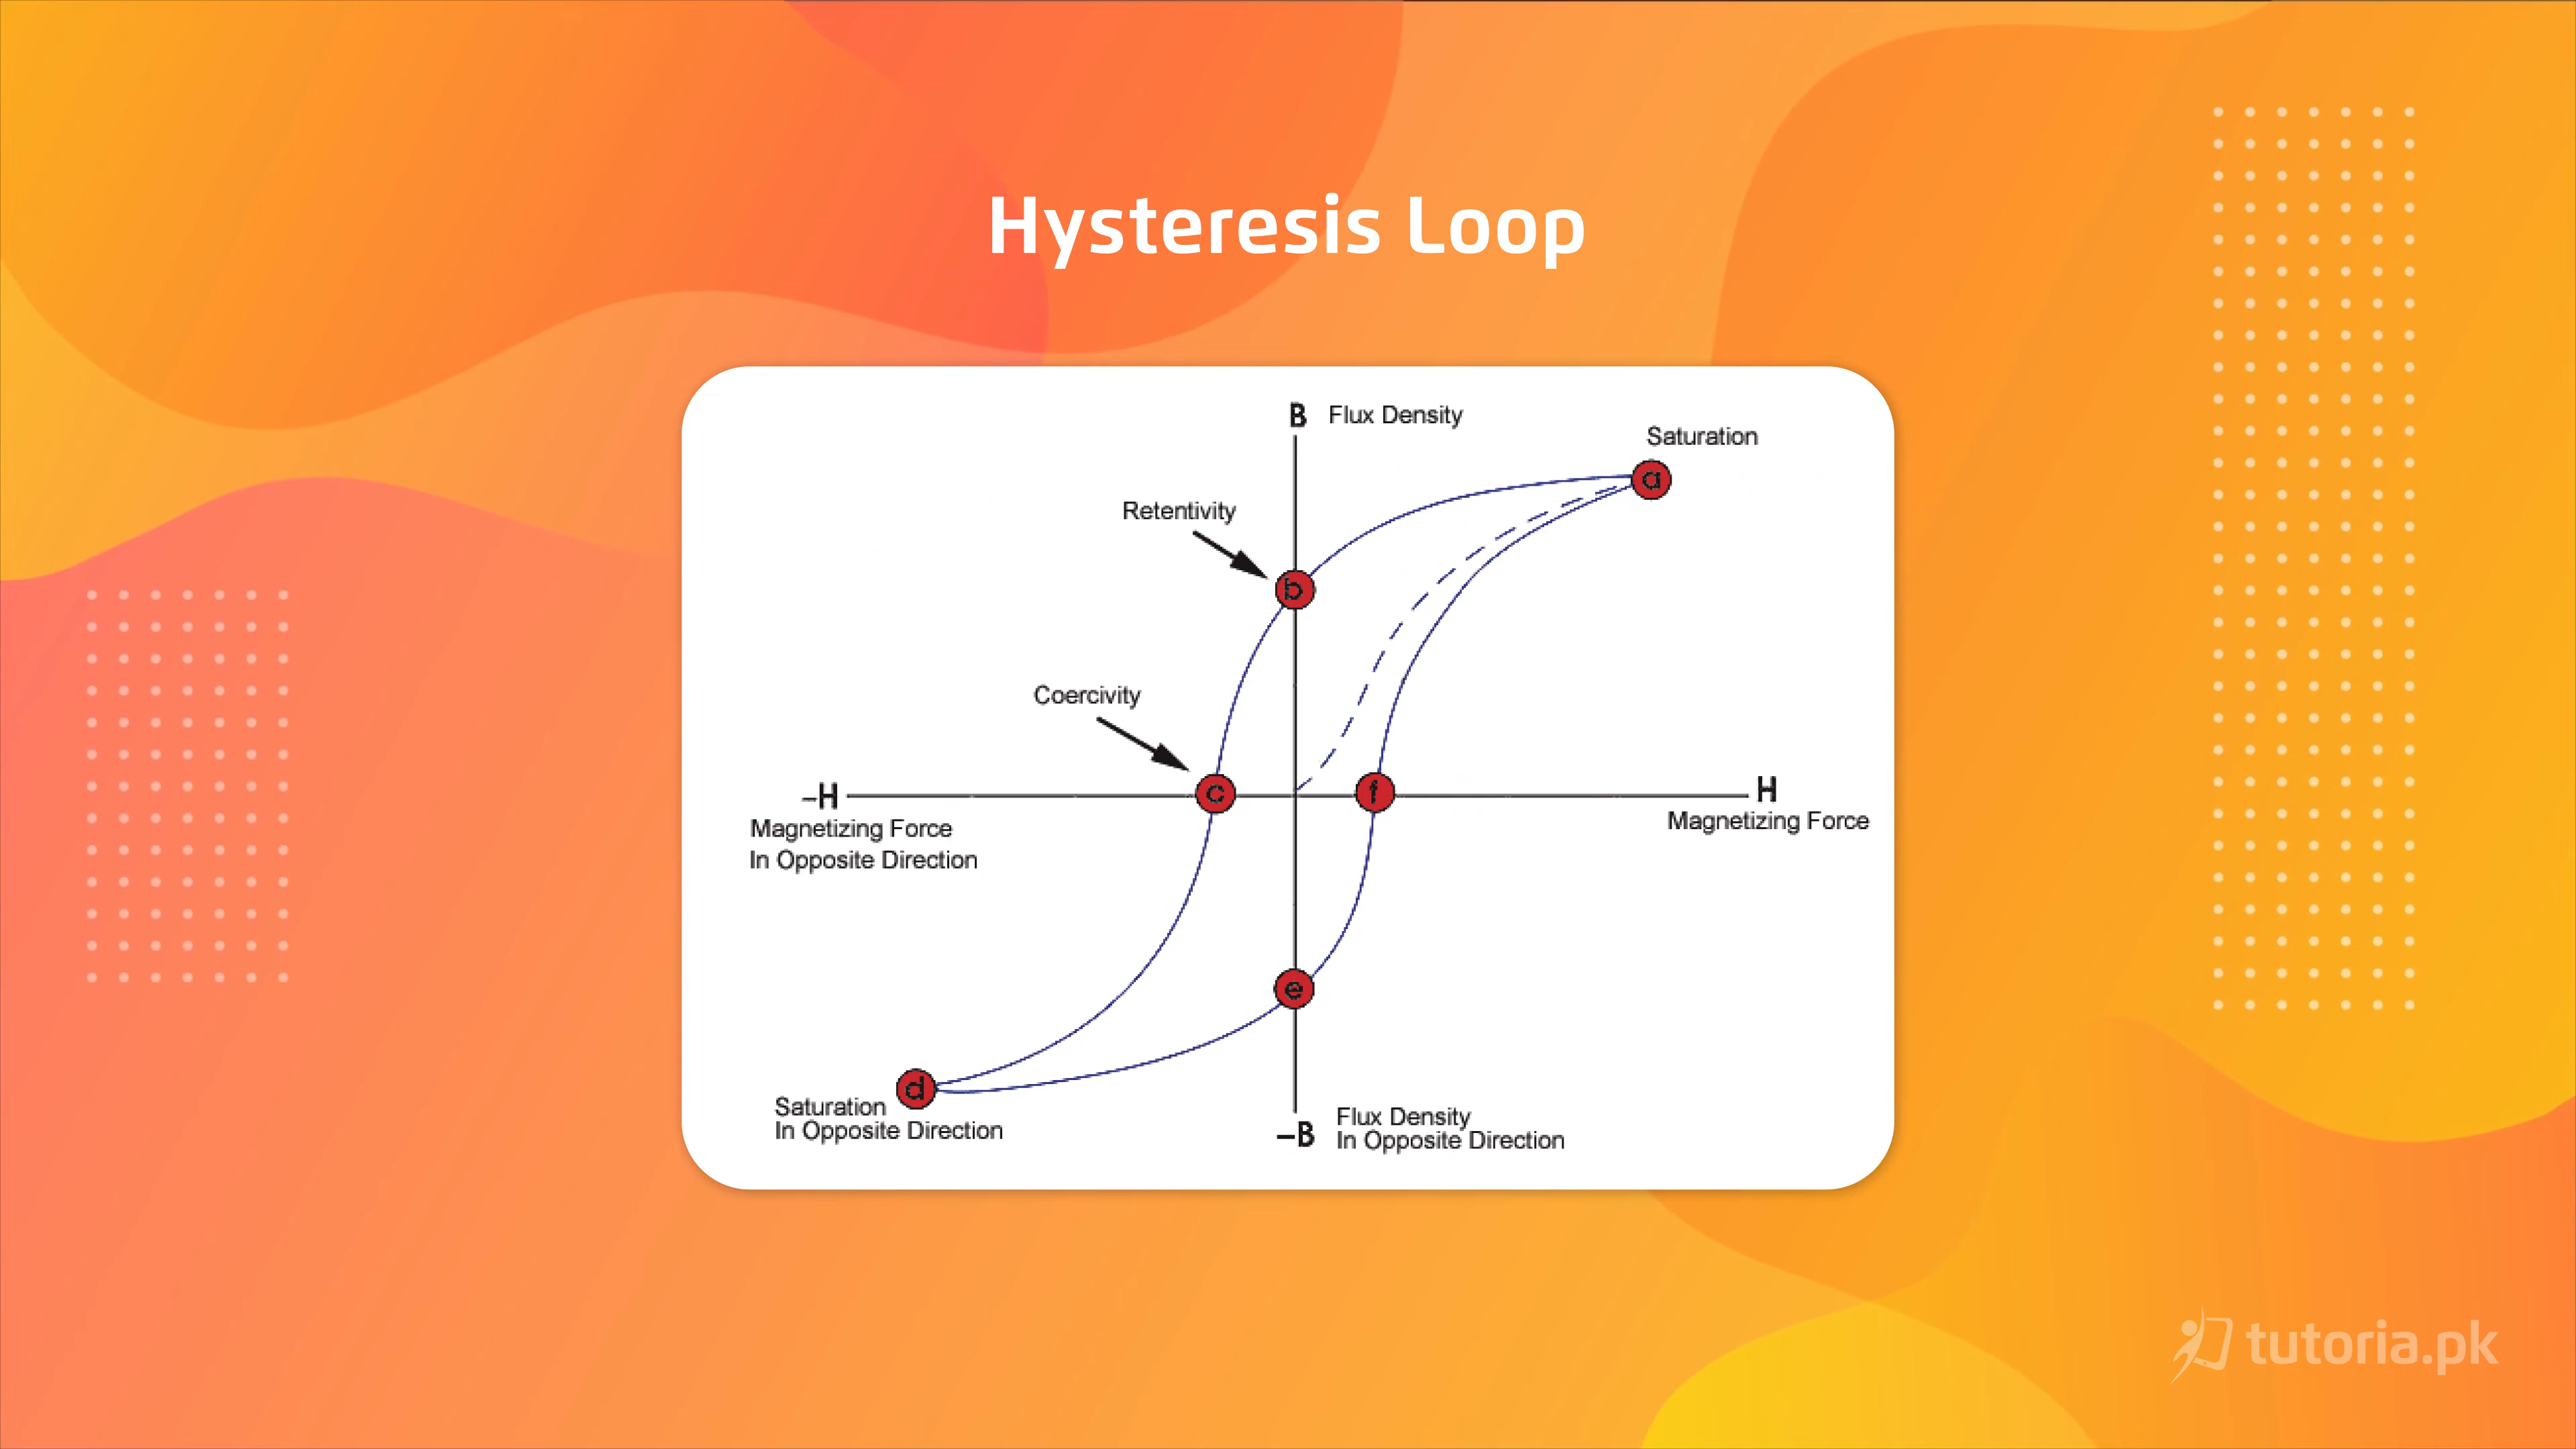 Hysteresis Loop
B Flux Density
Saturation
a
Retentivity
b
Coercivity
–H
c
f
H
Magnetizing Force
In Opposite Direction
Magnetizing Force
e
d
Saturation
In Opposite Direction
–B
Flux Density
In Opposite Direction
tutoria.pk